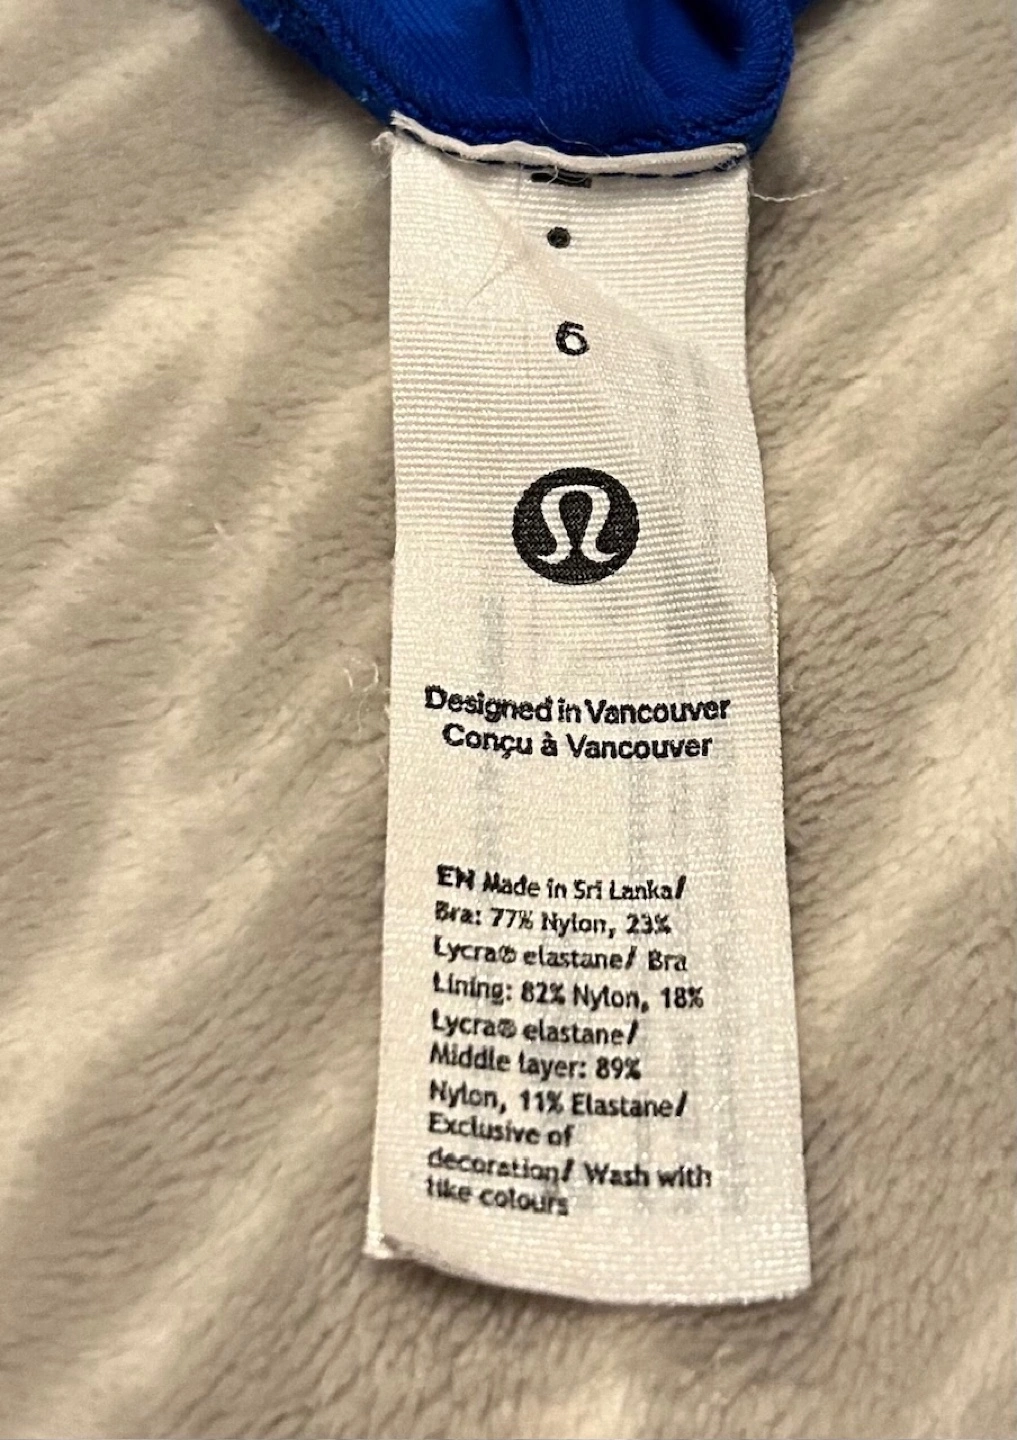 6
Designed in Vancouver
Conçu à Vancouver
EN Made in Sri Lanka/
Bra: 77% Nylon, 23%
Lycra® elastane/ Bra
Lining: 82% Nylon, 18%
Lycra® elastane/
Middle layer: 89%
Nylon, 11% Elastane/
Exclusive of
decoration/ Wash with
like colours